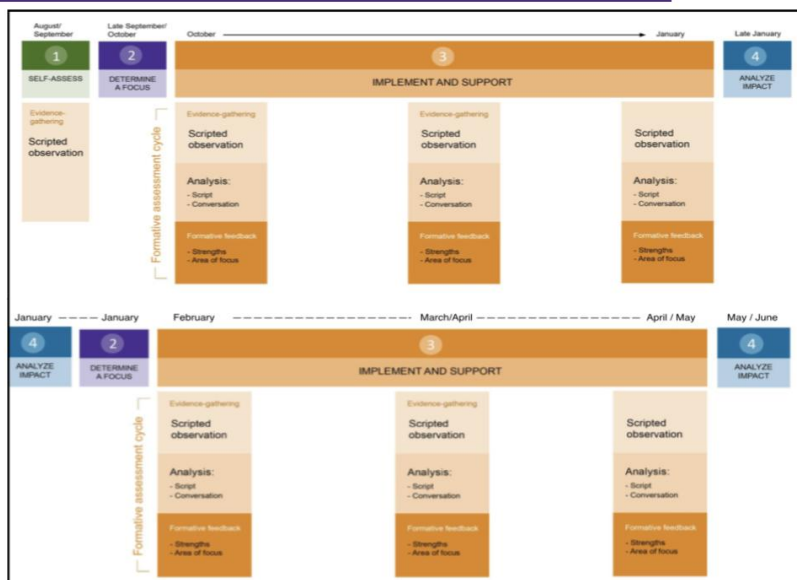 August/
September
Late September/
October
October
January
Late January
1
2
3
4
SELF-ASSESS
DETERMINE
A FOCUS
IMPLEMENT AND SUPPORT
ANALYZE
IMPACT
Evidence-
gathering
Scripted
observation
Formative assessment cycle
Evidence-gathering
Scripted
observation
Analysis:
- Script
- Conversation
Formative feedback
- Strengths
- Area of focus
Evidence-gathering
Scripted
observation
Analysis:
- Script
- Conversation
Formative feedback
- Strengths
- Area of focus
Scripted
observation
Analysis:
- Script
- Conversation
Formative feedback
- Strengths
- Area of focus
January
January
February
March/April
April / May
May / June
4
2
3
4
ANALYZE
IMPACT
DETERMINE
A FOCUS
IMPLEMENT AND SUPPORT
ANALYZE
IMPACT
Formative assessment cycle
Evidence-gathering
Scripted
observation
Analysis:
- Script
- Conversation
Formative feedback
- Strengths
- Area of focus
Evidence-gathering
Scripted
observation
Analysis:
- Script
- Conversation
Formative feedback
- Strengths
- Area of focus
Scripted
observation
Analysis:
- Script
- Conversation
Formative feedback
- Strengths
- Area of focus